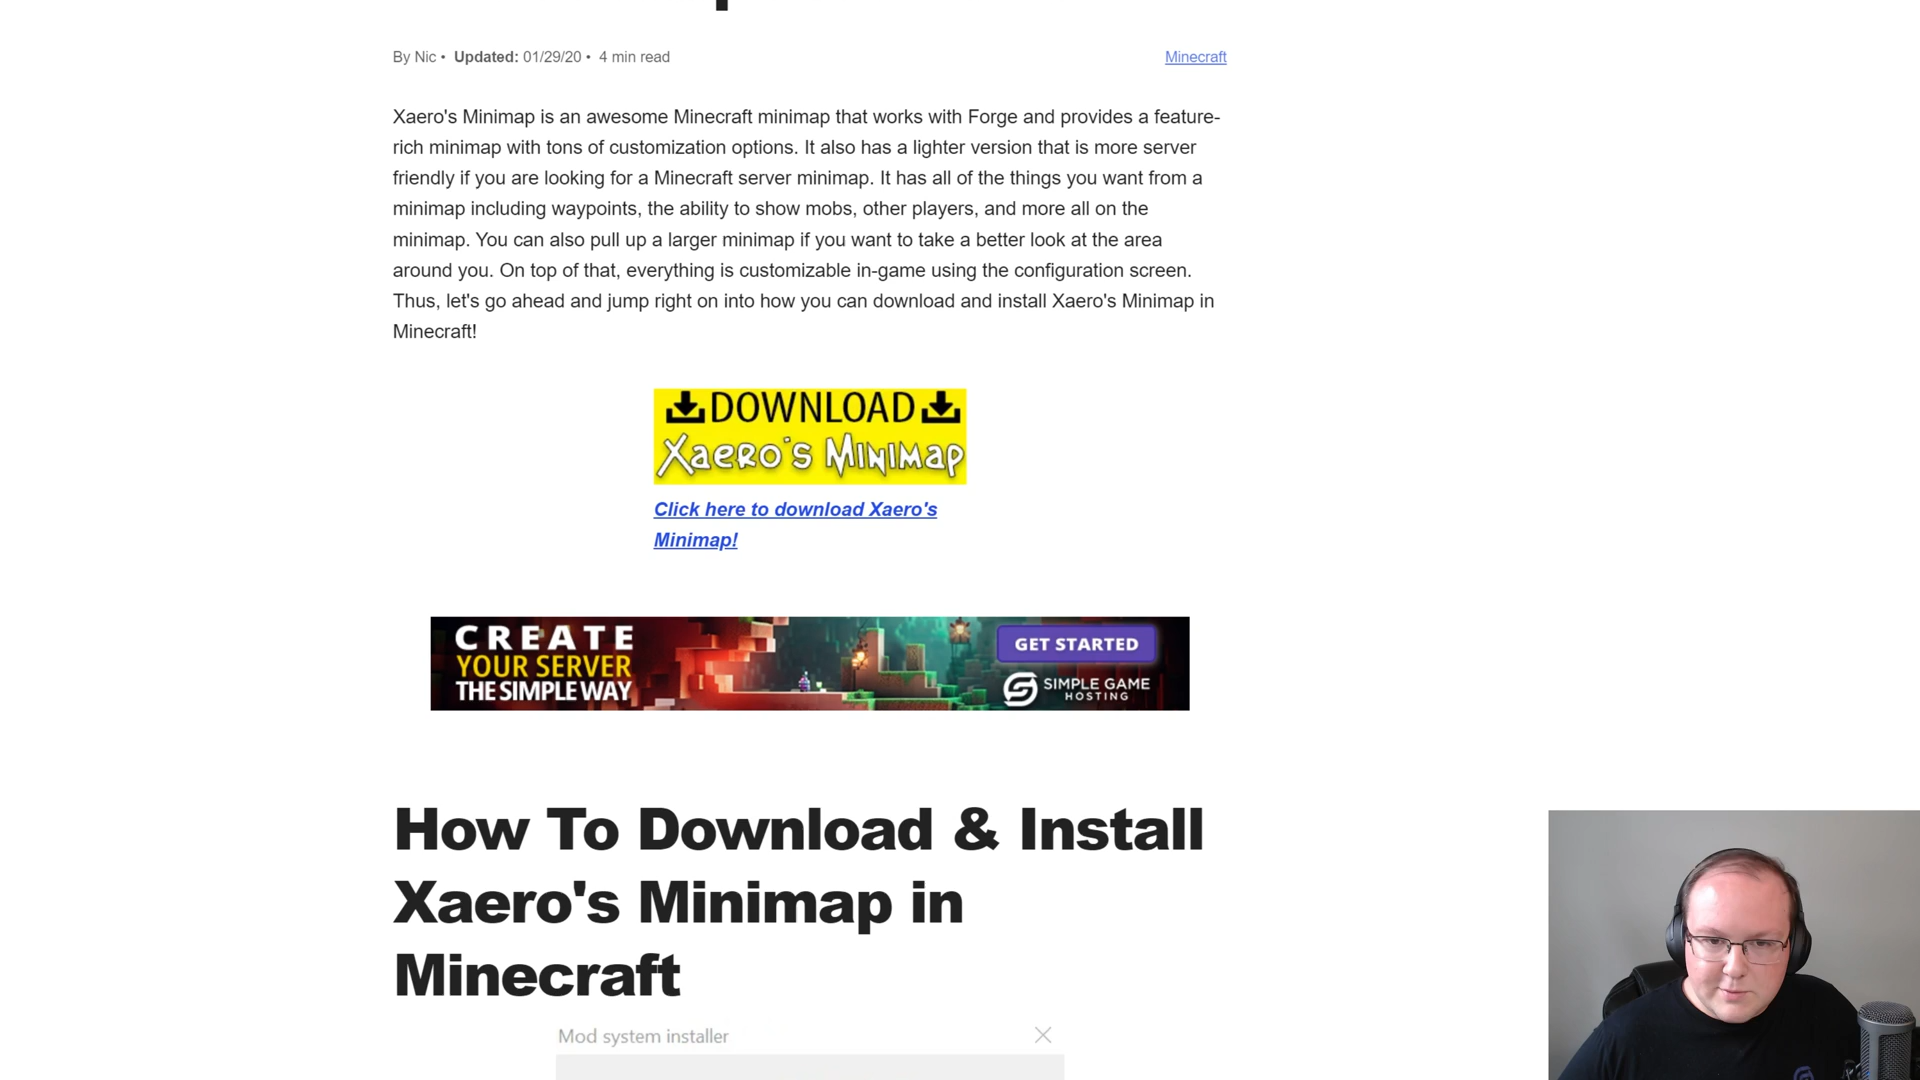 By Nic • Updated: 01/29/20 • 4 min read
Minecraft
Xaero's Minimap is an awesome Minecraft minimap that works with Forge and provides a feature-
rich minimap with tons of customization options. It also has a lighter version that is more server
friendly if you are looking for a Minecraft server minimap. It has all of the things you want from a
minimap including waypoints, the ability to show mobs, other players, and more all on the
minimap. You can also pull up a larger minimap if you want to take a better look at the area
around you. On top of that, everything is customizable in-game using the configuration screen.
Thus, let's go ahead and jump right on into how you can download and install Xaero's Minimap in
Minecraft!
DOWNLOAD
Xaero's Minimap
Click here to download Xaero's
Minimap!
CREATE
YOUR SERVER
THE SIMPLE WAY
GET STARTED
SIMPLE GAME
HOSTING
How To Download & Install
Xaero's Minimap in
Minecraft
Mod system installer